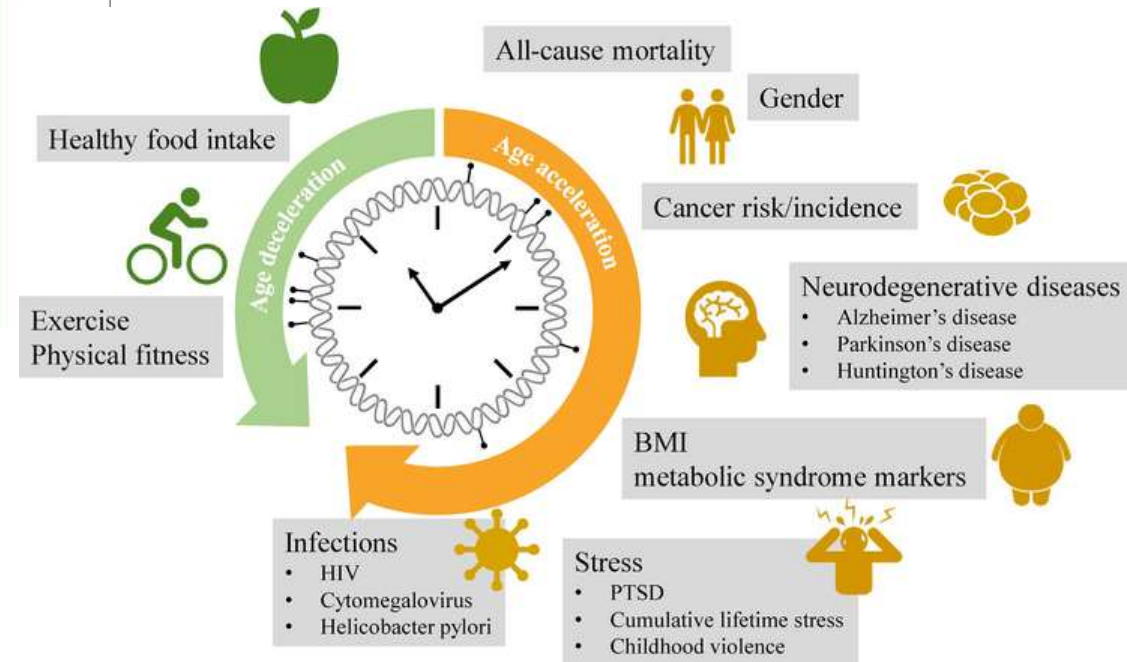 All-cause mortality
Gender
Healthy food intake
Age deceleration
Age acceleration
Cancer risk/incidence
Exercise
Physical fitness
Neurodegenerative diseases
• Alzheimer's disease
• Parkinson's disease
• Huntington's disease
BMI
metabolic syndrome markers
Infections
• HIV
• Cytomegalovirus
• Helicobacter pylori
Stress
• PTSD
• Cumulative lifetime stress
• Childhood violence